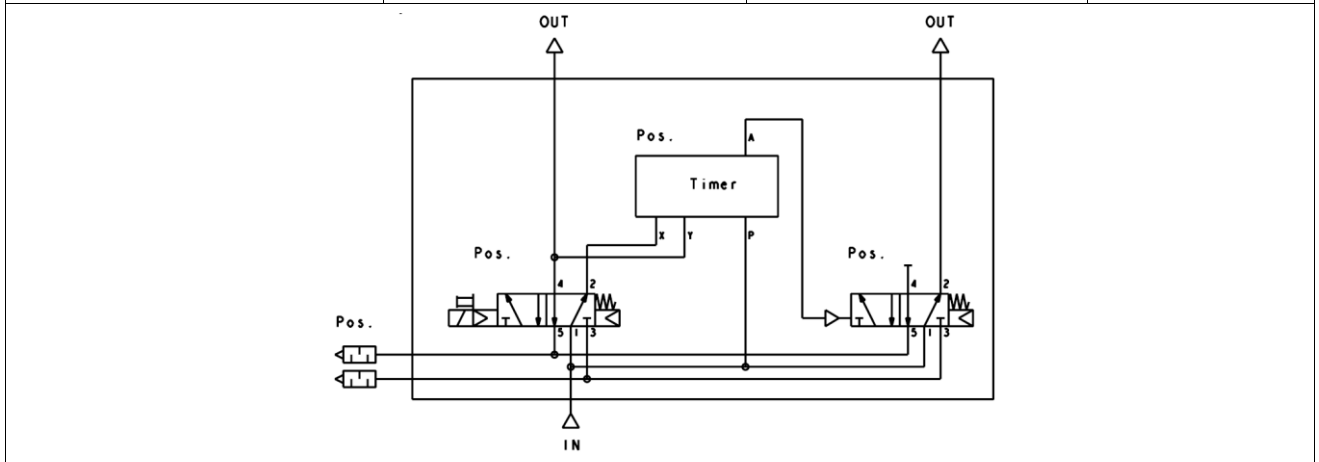 OUT OUT
Pos. A
Timer
X Y P
Pos. Pos.
4 2 4 2
Pos. 5 1 3 5 1 3
IN